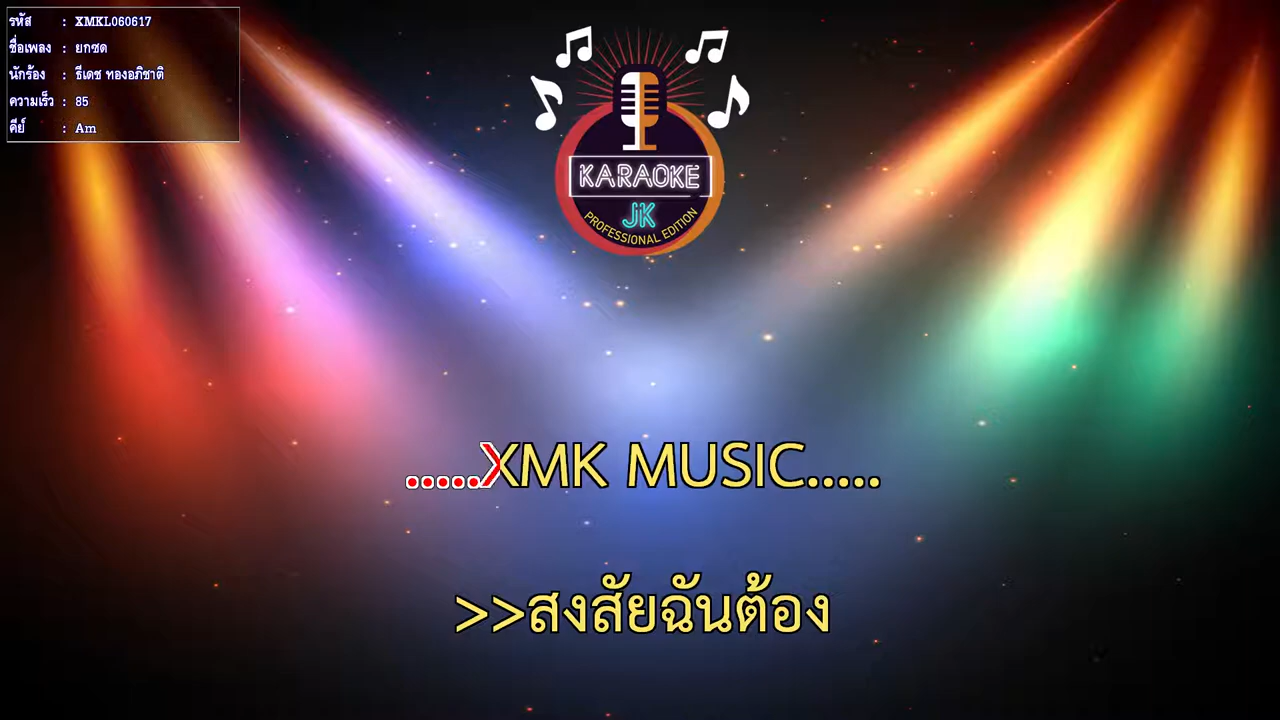 รหัส : XMKL060617
ชื่อเพลง : ยกซด
นักร้อง : ธีเดช ทองอภิชาติ
ความเร็ว : 85
คีย์ : Am
KARAOKE
JK
PROFESSIONAL EDITION
.....XMK MUSIC.....
>>สงสัยฉันต้อง